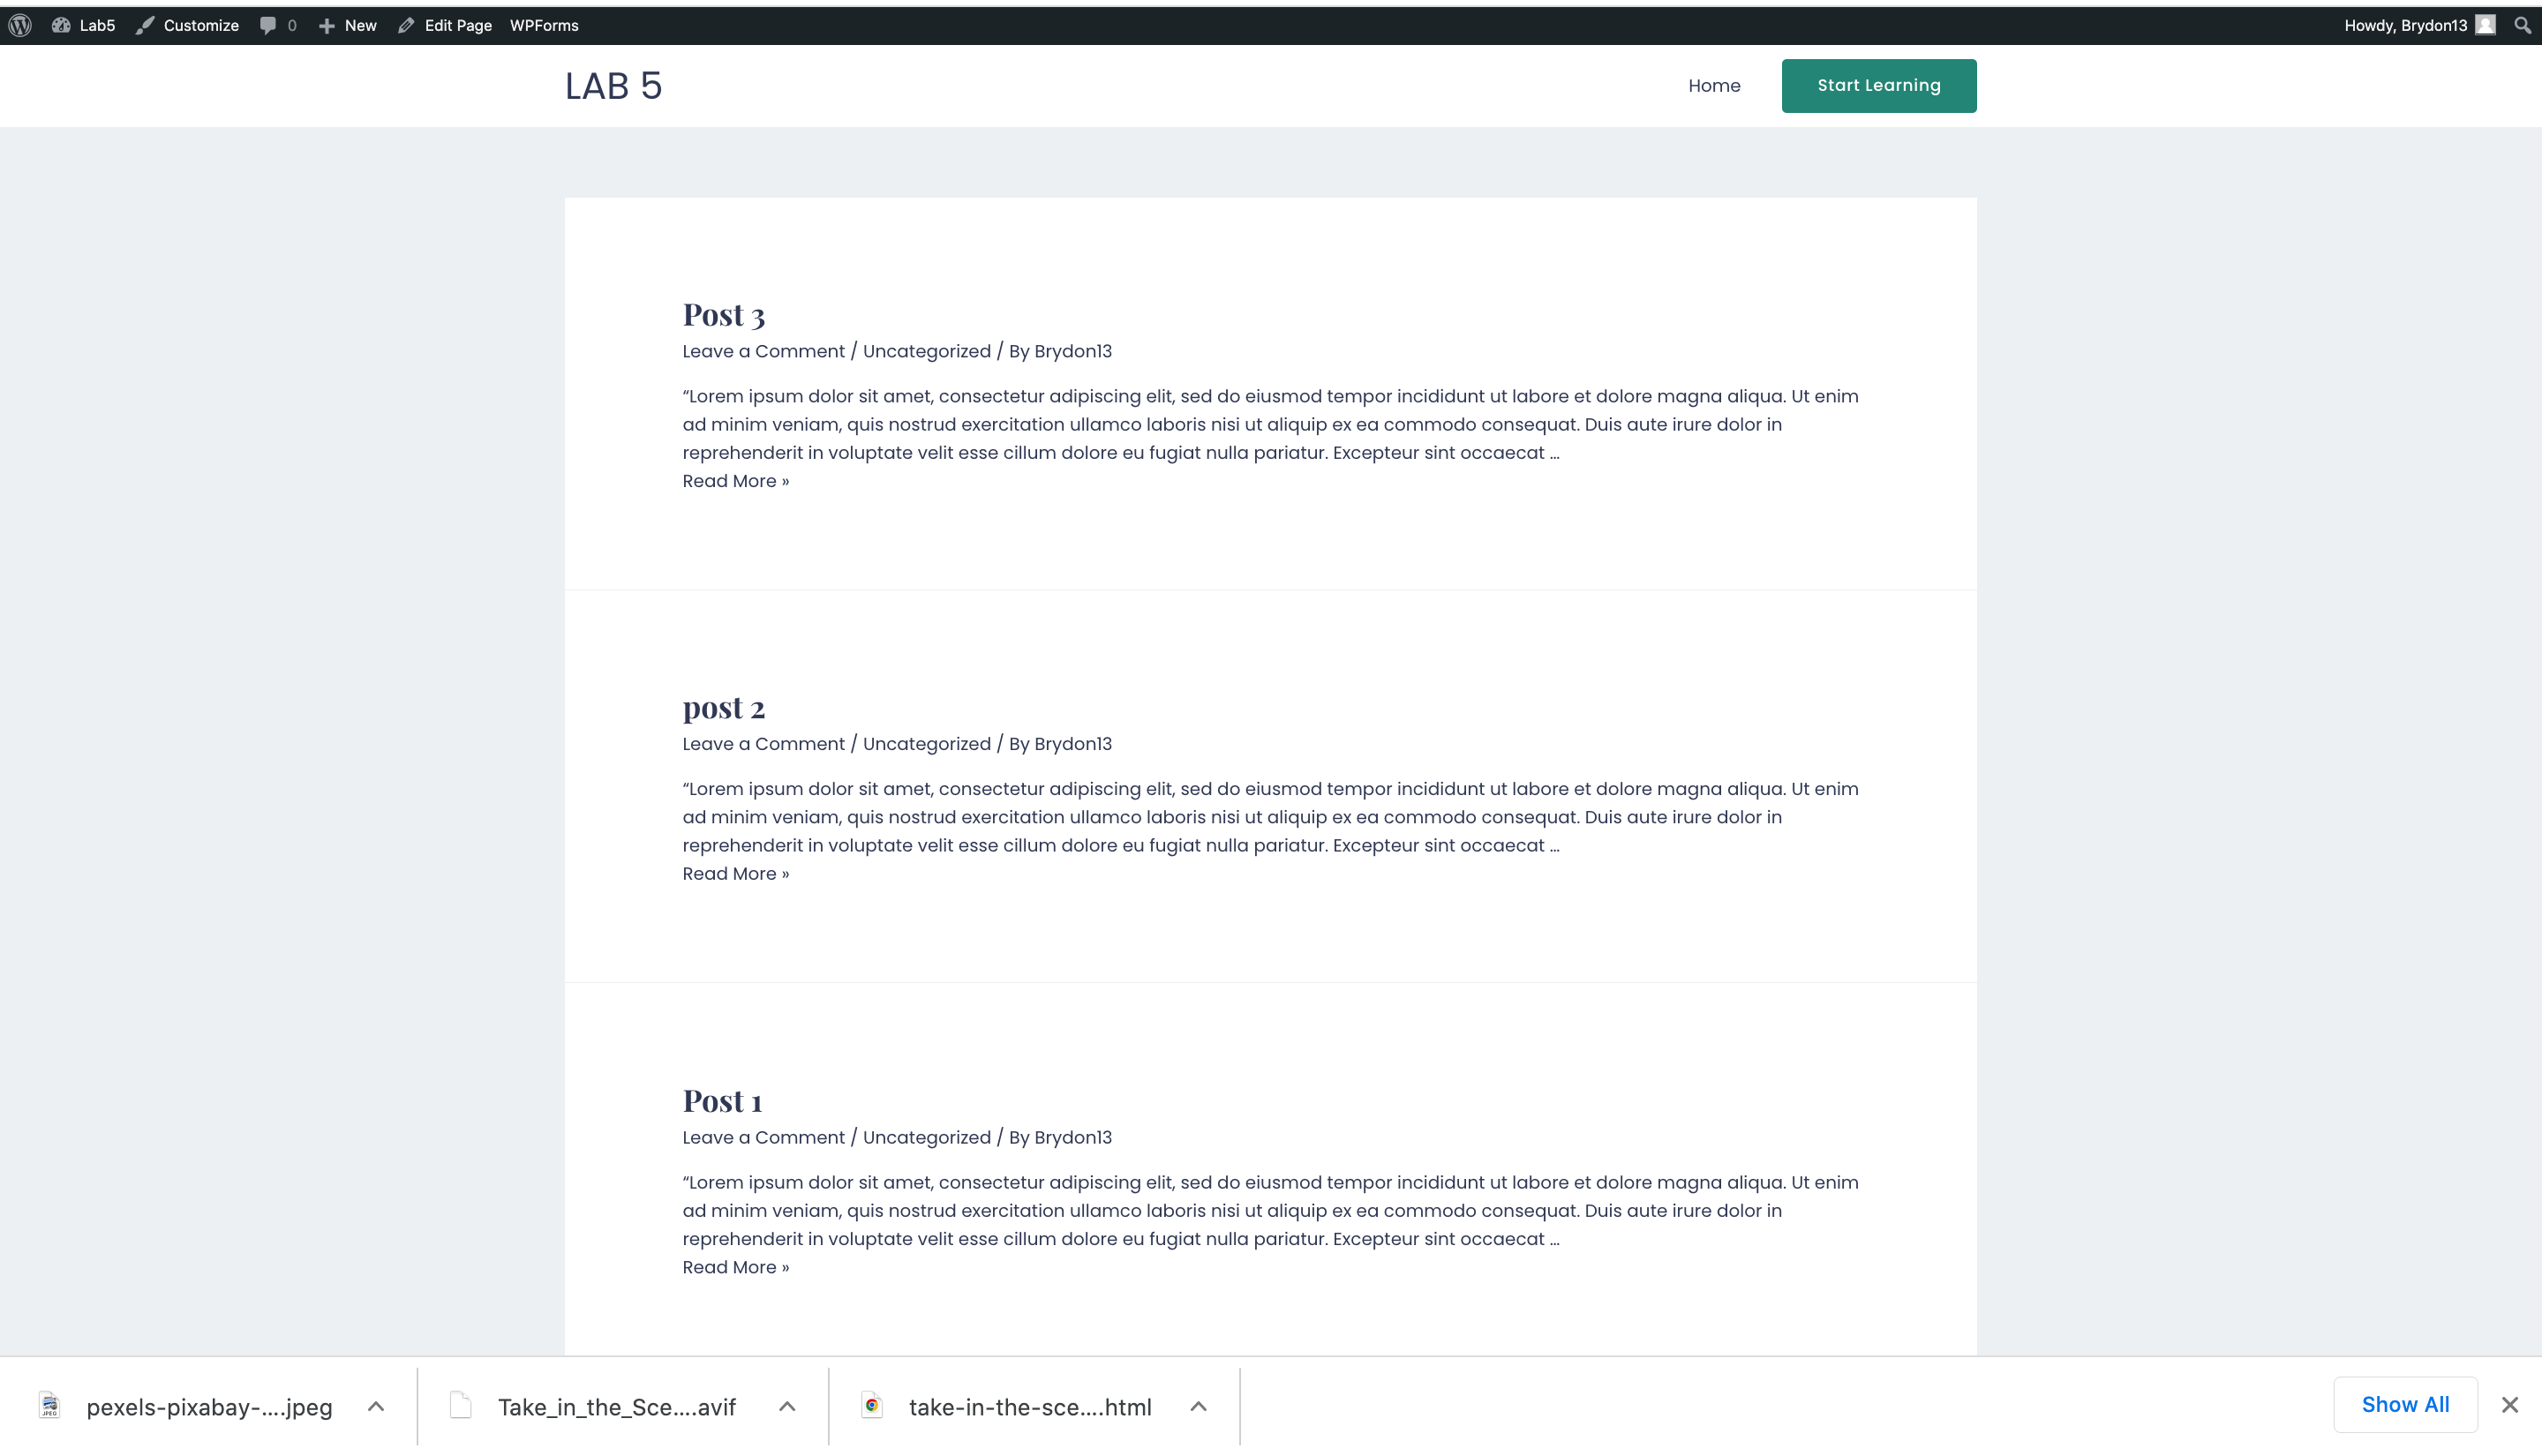 Lab5 Customize 0 New Edit Page WPForms Howdy, Brydon13
LAB 5 Home Start Learning
Post 3
Leave a Comment / Uncategorized / By Brydon13
“Lorem ipsum dolor sit amet, consectetur adipiscing elit, sed do eiusmod tempor incididunt ut labore et dolore magna aliqua. Ut enim
ad minim veniam, quis nostrud exercitation ullamco laboris nisi ut aliquip ex ea commodo consequat. Duis aute irure dolor in
reprehenderit in voluptate velit esse cillum dolore eu fugiat nulla pariatur. Excepteur sint occaecat …
Read More »
post 2
Leave a Comment / Uncategorized / By Brydon13
“Lorem ipsum dolor sit amet, consectetur adipiscing elit, sed do eiusmod tempor incididunt ut labore et dolore magna aliqua. Ut enim
ad minim veniam, quis nostrud exercitation ullamco laboris nisi ut aliquip ex ea commodo consequat. Duis aute irure dolor in
reprehenderit in voluptate velit esse cillum dolore eu fugiat nulla pariatur. Excepteur sint occaecat …
Read More »
Post 1
Leave a Comment / Uncategorized / By Brydon13
“Lorem ipsum dolor sit amet, consectetur adipiscing elit, sed do eiusmod tempor incididunt ut labore et dolore magna aliqua. Ut enim
ad minim veniam, quis nostrud exercitation ullamco laboris nisi ut aliquip ex ea commodo consequat. Duis aute irure dolor in
reprehenderit in voluptate velit esse cillum dolore eu fugiat nulla pariatur. Excepteur sint occaecat …
Read More »
JPEG pexels-pixabay-....jpeg Take_in_the_Sce....avif take-in-the-sce....html Show All